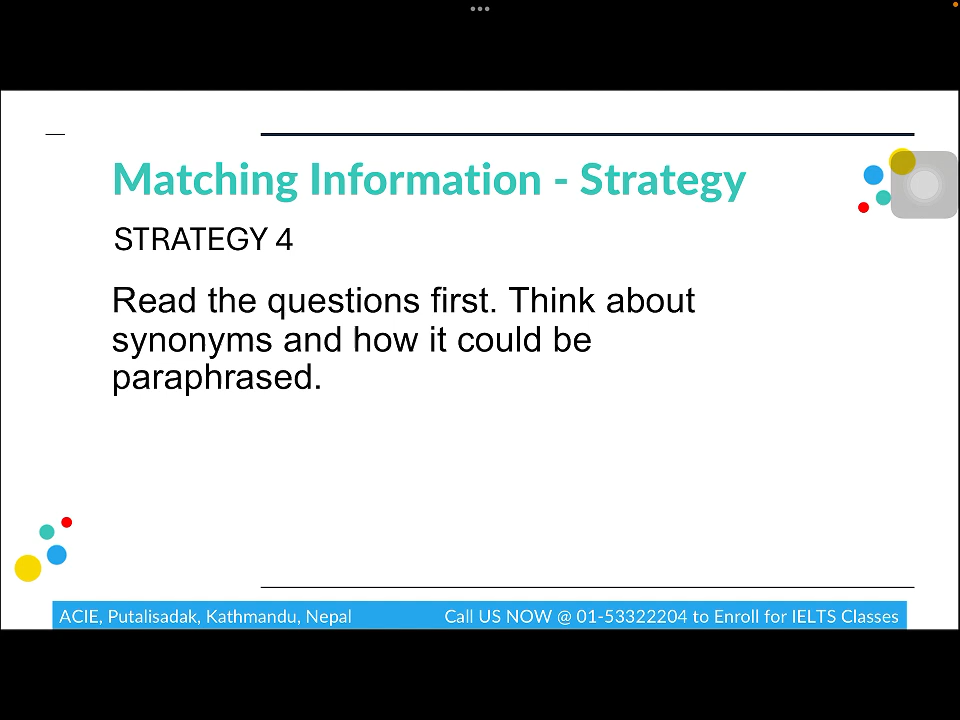 Matching Information - Strategy
STRATEGY 4
Read the questions first. Think about
synonyms and how it could be
paraphrased.
ACIE, Putalisadak, Kathmandu, Nepal
Call US NOW @ 01-53322204 to Enroll for IELTS Classes